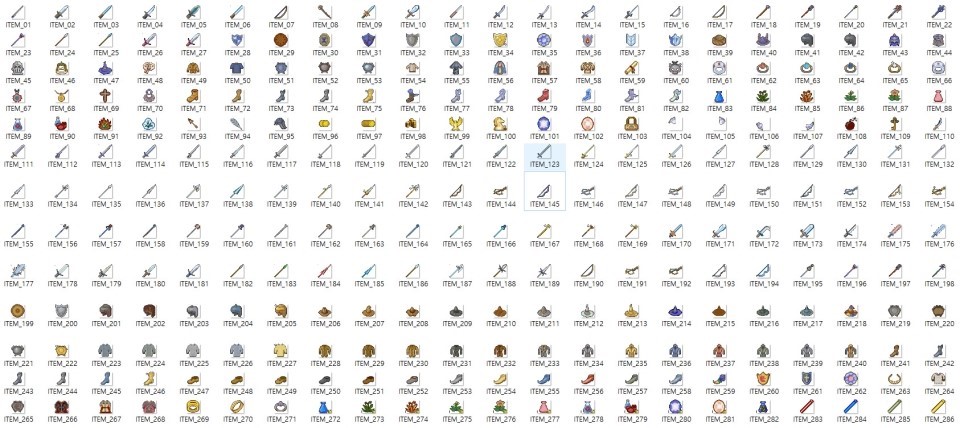 ITEM_01 ITEM_02 ITEM_03 ITEM_04 ITEM_05 ITEM_06 ITEM_07 ITEM_08 ITEM_09 ITEM_10 ITEM_11 ITEM_12 ITEM_13 ITEM_14 ITEM_15 ITEM_16 ITEM_17 ITEM_18 ITEM_19 ITEM_20 ITEM_21 ITEM_22
ITEM_23 ITEM_24 ITEM_25 ITEM_26 ITEM_27 ITEM_28 ITEM_29 ITEM_30 ITEM_31 ITEM_32 ITEM_33 ITEM_34 ITEM_35 ITEM_36 ITEM_37 ITEM_38 ITEM_39 ITEM_40 ITEM_41 ITEM_42 ITEM_43 ITEM_44
ITEM_45 ITEM_46 ITEM_47 ITEM_48 ITEM_49 ITEM_50 ITEM_51 ITEM_52 ITEM_53 ITEM_54 ITEM_55 ITEM_56 ITEM_57 ITEM_58 ITEM_59 ITEM_60 ITEM_61 ITEM_62 ITEM_63 ITEM_64 ITEM_65 ITEM_66
ITEM_67 ITEM_68 ITEM_69 ITEM_70 ITEM_71 ITEM_72 ITEM_73 ITEM_74 ITEM_75 ITEM_76 ITEM_77 ITEM_78 ITEM_79 ITEM_80 ITEM_81 ITEM_82 ITEM_83 ITEM_84 ITEM_85 ITEM_86 ITEM_87 ITEM_88
ITEM_89 ITEM_90 ITEM_91 ITEM_92 ITEM_93 ITEM_94 ITEM_95 ITEM_96 ITEM_97 ITEM_98 ITEM_99 ITEM_100 ITEM_101 ITEM_102 ITEM_103 ITEM_104 ITEM_105 ITEM_106 ITEM_107 ITEM_108 ITEM_109 ITEM_110
ITEM_111 ITEM_112 ITEM_113 ITEM_114 ITEM_115 ITEM_116 ITEM_117 ITEM_118 ITEM_119 ITEM_120 ITEM_121 ITEM_122 ITEM_123 ITEM_124 ITEM_125 ITEM_126 ITEM_127 ITEM_128 ITEM_129 ITEM_130 ITEM_131 ITEM_132
ITEM_133 ITEM_134 ITEM_135 ITEM_136 ITEM_137 ITEM_138 ITEM_139 ITEM_140 ITEM_141 ITEM_142 ITEM_143 ITEM_144 ITEM_145 ITEM_146 ITEM_147 ITEM_148 ITEM_149 ITEM_150 ITEM_151 ITEM_152 ITEM_153 ITEM_154
ITEM_155 ITEM_156 ITEM_157 ITEM_158 ITEM_159 ITEM_160 ITEM_161 ITEM_162 ITEM_163 ITEM_164 ITEM_165 ITEM_166 ITEM_167 ITEM_168 ITEM_169 ITEM_170 ITEM_171 ITEM_172 ITEM_173 ITEM_174 ITEM_175 ITEM_176
ITEM_177 ITEM_178 ITEM_179 ITEM_180 ITEM_181 ITEM_182 ITEM_183 ITEM_184 ITEM_185 ITEM_186 ITEM_187 ITEM_188 ITEM_189 ITEM_190 ITEM_191 ITEM_192 ITEM_193 ITEM_194 ITEM_195 ITEM_196 ITEM_197 ITEM_198
ITEM_199 ITEM_200 ITEM_201 ITEM_202 ITEM_203 ITEM_204 ITEM_205 ITEM_206 ITEM_207 ITEM_208 ITEM_209 ITEM_210 ITEM_211 ITEM_212 ITEM_213 ITEM_214 ITEM_215 ITEM_216 ITEM_217 ITEM_218 ITEM_219 ITEM_220
ITEM_221 ITEM_222 ITEM_223 ITEM_224 ITEM_225 ITEM_226 ITEM_227 ITEM_228 ITEM_229 ITEM_230 ITEM_231 ITEM_232 ITEM_233 ITEM_234 ITEM_235 ITEM_236 ITEM_237 ITEM_238 ITEM_239 ITEM_240 ITEM_241 ITEM_242
ITEM_243 ITEM_244 ITEM_245 ITEM_246 ITEM_247 ITEM_248 ITEM_249 ITEM_250 ITEM_251 ITEM_252 ITEM_253 ITEM_254 ITEM_255 ITEM_256 ITEM_257 ITEM_258 ITEM_259 ITEM_260 ITEM_261 ITEM_262 ITEM_263 ITEM_264
ITEM_265 ITEM_266 ITEM_267 ITEM_268 ITEM_269 ITEM_270 ITEM_271 ITEM_272 ITEM_273 ITEM_274 ITEM_275 ITEM_276 ITEM_277 ITEM_278 ITEM_279 ITEM_280 ITEM_281 ITEM_282 ITEM_283 ITEM_284 ITEM_285 ITEM_286